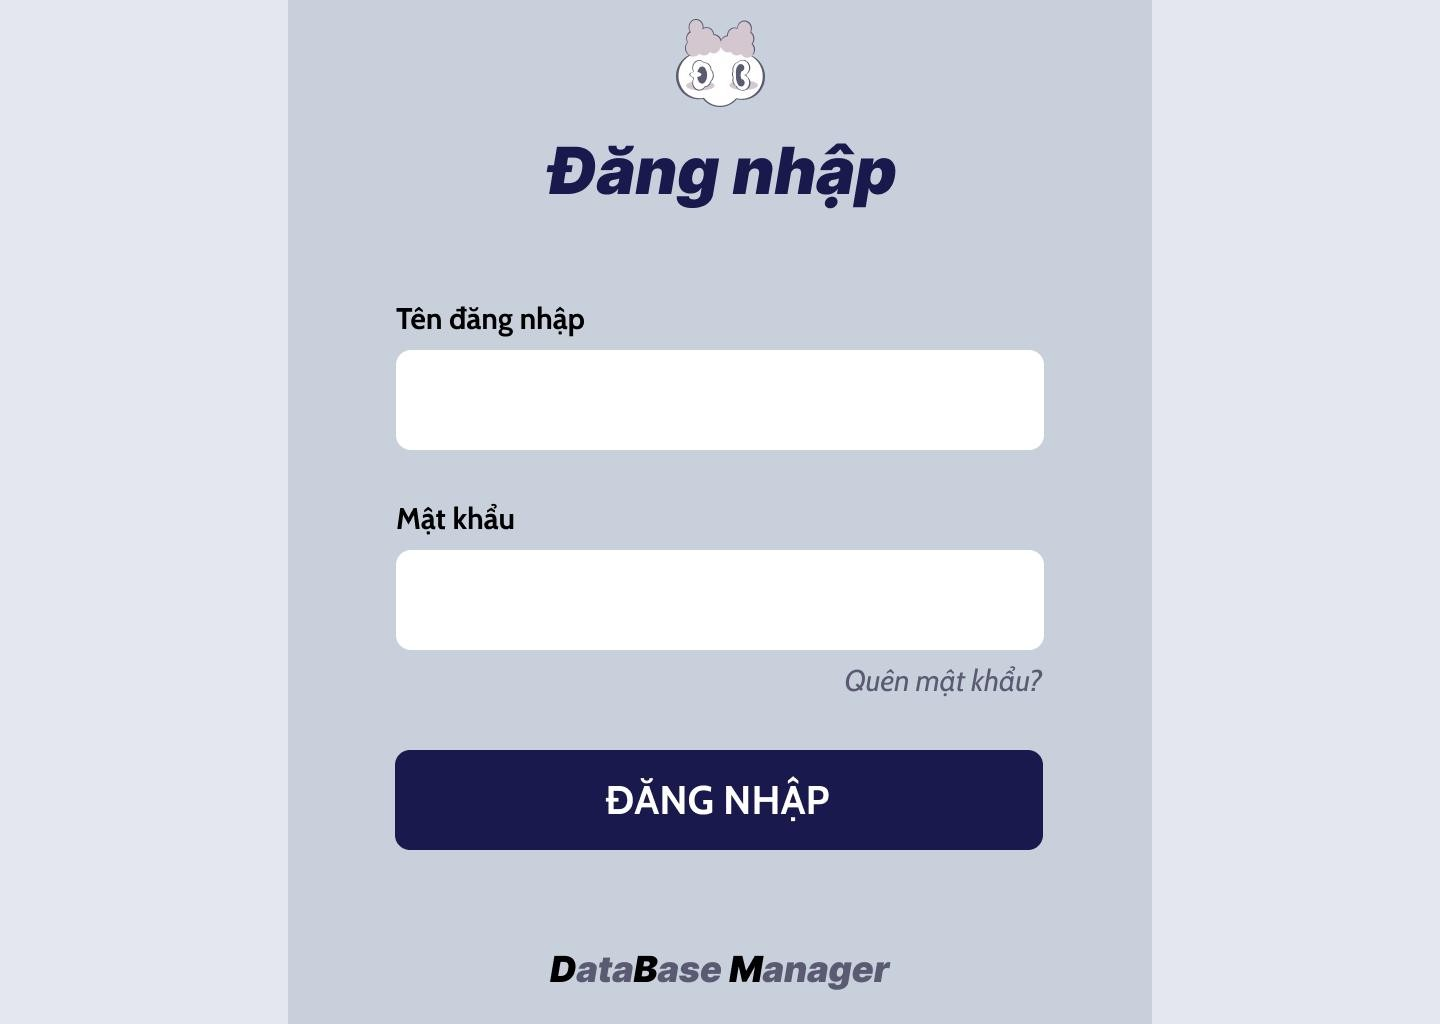 Đăng nhập
Tên đăng nhập
Mật khẩu
Quên mật khẩu?
ĐĂNG NHẬP
DataBase Manager